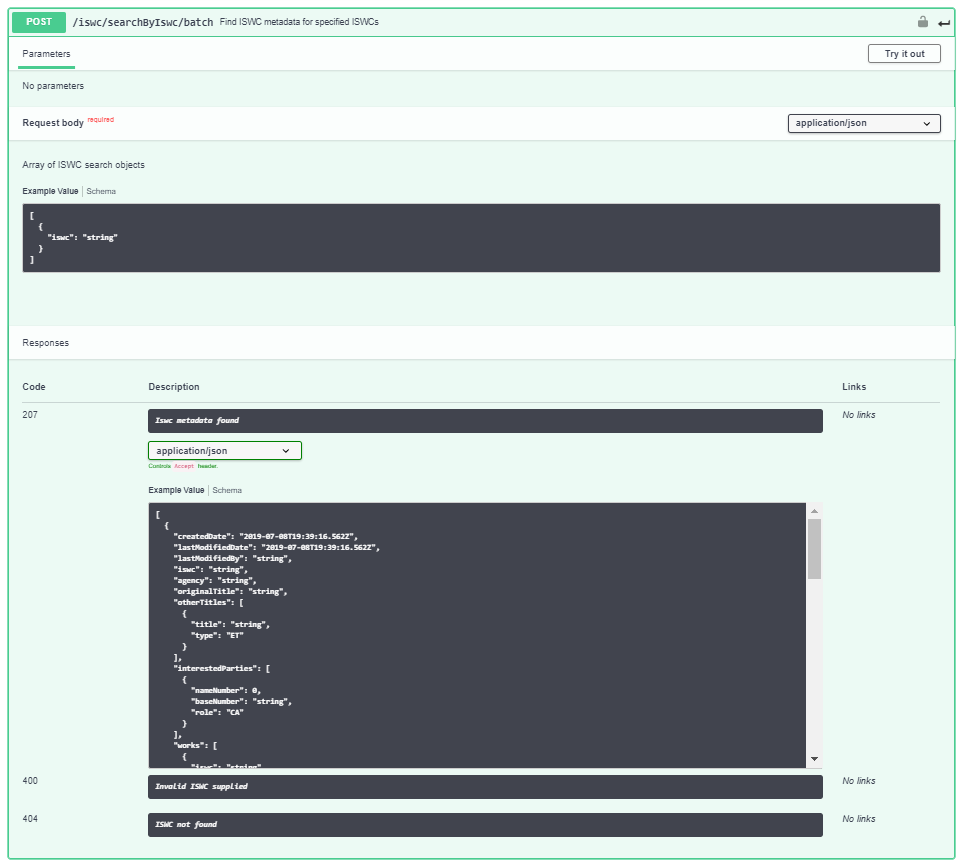 POST /iswc/searchByIswc/batch Find ISWC metadata for specified ISWCs
Parameters Try it out
No parameters
Request body required application/json
Array of ISWC search objects
Example Value | Schema
[
{
"iswc": "string"
}
]
Responses
Code Description Links
207 Iswc metadata found No links
application/json
Controls Accept header.
Example Value | Schema
[
{
"createdDate": "2019-07-08T19:39:16.562Z",
"lastModifiedDate": "2019-07-08T19:39:16.562Z",
"lastModifiedBy": "string",
"iswc": "string",
"agency": "string",
"originalTitle": "string",
"otherTitles": [
{
"title": "string",
"type": "ET"
}
],
"interestedParties": [
{
"nameNumber": 0,
"baseNumber": "string",
"role": "CA"
}
],
"works": [
{
"iswc": "string"
400 Invalid ISWC supplied No links
404 ISWC not found No links